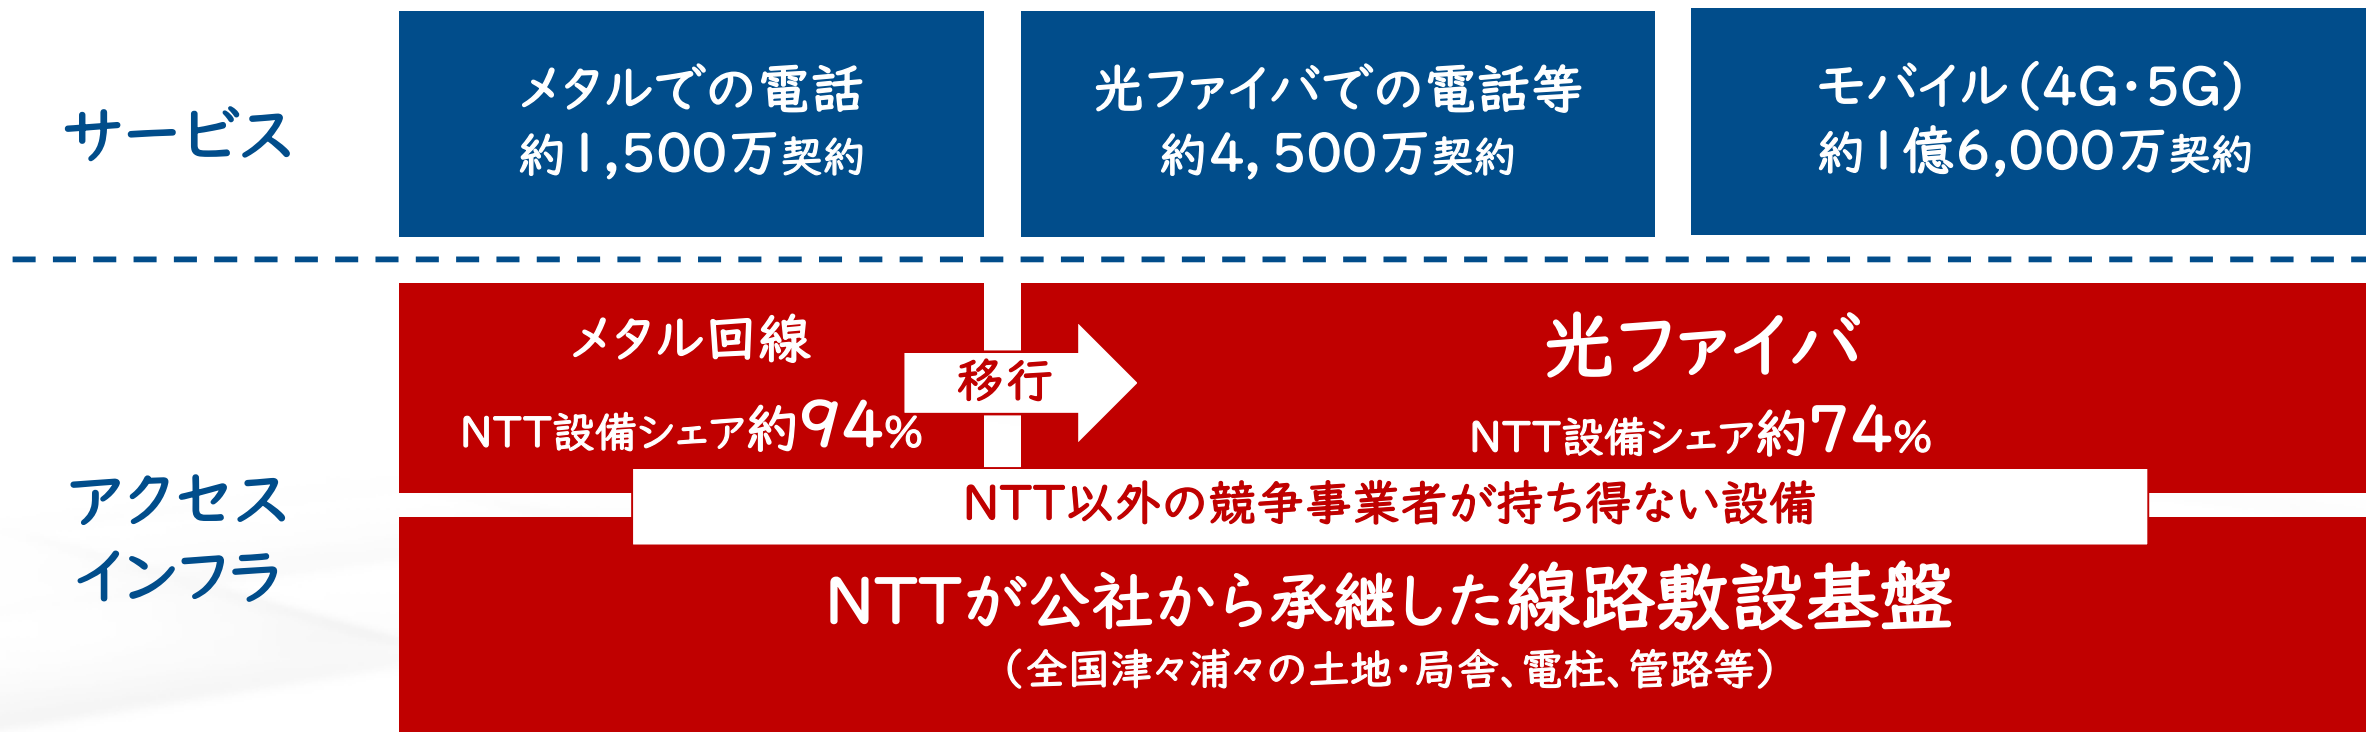 サービス
メタルでの電話
約1,500万契約
光ファイバでの電話等
約4,500万契約
モバイル(4G・5G)
約1億6,000万契約
アクセス
インフラ
メタル回線
NTT設備シェア約94%
移行
光ファイバ
NTT設備シェア約74%
NTT以外の競争事業者が持ち得ない設備
NTTが公社から承継した線路敷設基盤
(全国津々浦々の土地・局舎、電柱、管路等)